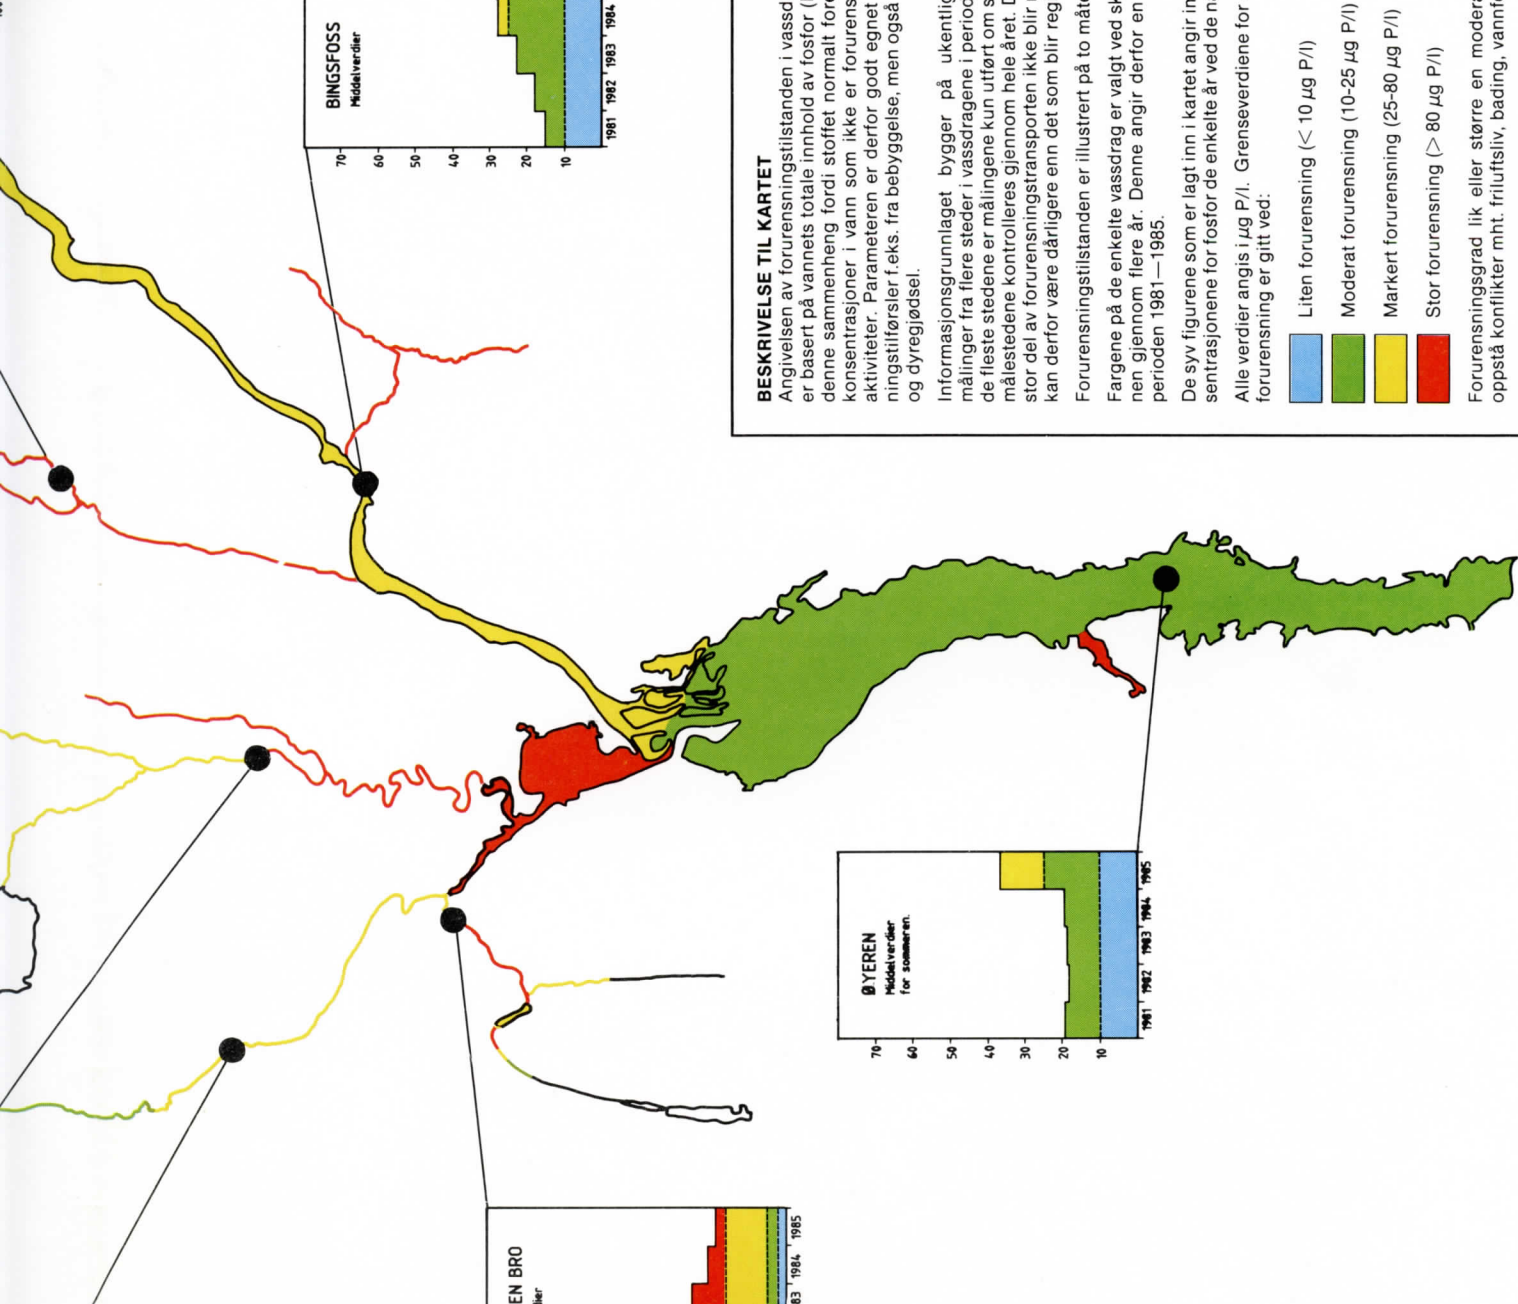 BINGSFOSS
Middelverdier
70
60
50
40
30
20
10
1981
1982
1983
1984
BESKRIVELSE TIL KARTET
Angivelsen av forurensningstilstanden i vassd
er basert på vannets totale innhold av fosfor (
denne sammenheng fordi stoffet normalt fore
konsentrasjoner i vann som ikke er forurens
aktiviteter. Parameteren er derfor godt egnet
ningstilførsler f.eks. fra bebyggelse, men også
og dyregjødsel.
Informasjonsgrunnlaget bygger på ukentlig
målinger fra flere steder i vassdragene i period
de fleste stedene er målingene kun utført om s
målestedene kontrolleres gjennom hele året. D
stor del av forurensningstransporten ikke blir
kan derfor være dårligere enn det som blir reg
Forurensningstilstanden er illustrert på to måte
Fargene på de enkelte vassdrag er valgt ved sk
nen gjennom flere år. Denne angir derfor en
perioden 1981—1985.
De syv figurene som er lagt inn i kartet angir in
sentrasjonene for fosfor de enkelte år ved de n
Alle verdier angis i µg P/l. Grenseverdiene for
forurensning er gitt ved:
Liten forurensning (< 10 µg P/l)
Moderat forurensning (10-25 µg P/l)
Markert forurensning (25-80 µg P/l)
Stor forurensning (> 80 µg P/l)
Forurensningsgrad lik eller større en modera
oppstå konflikter mht. friluftsliv, bading, vannf
ØYEREN
Middelverdier
for sommeren.
70
60
50
40
30
20
10
1981
1982
1983
1984
1985
EN BRO
dier
83
1984
1985